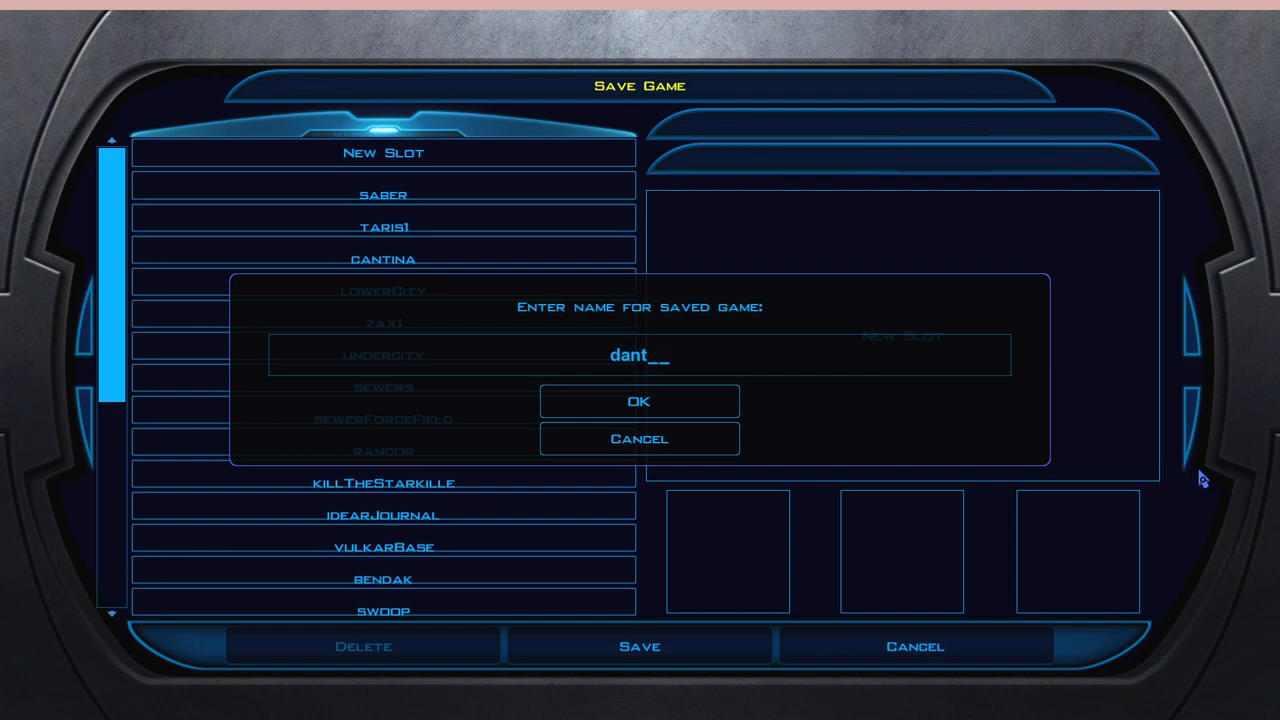 Save Game
New Slot
saber
taris1
cantina
LowerCity
zax1
undercity
sewers
sewerForceField
rancor
killTheStarkille
idearJournal
vulkarBase
bendak
swoop
New Slot
Enter name for saved game:
dant__
OK
Cancel
Delete
Save
Cancel